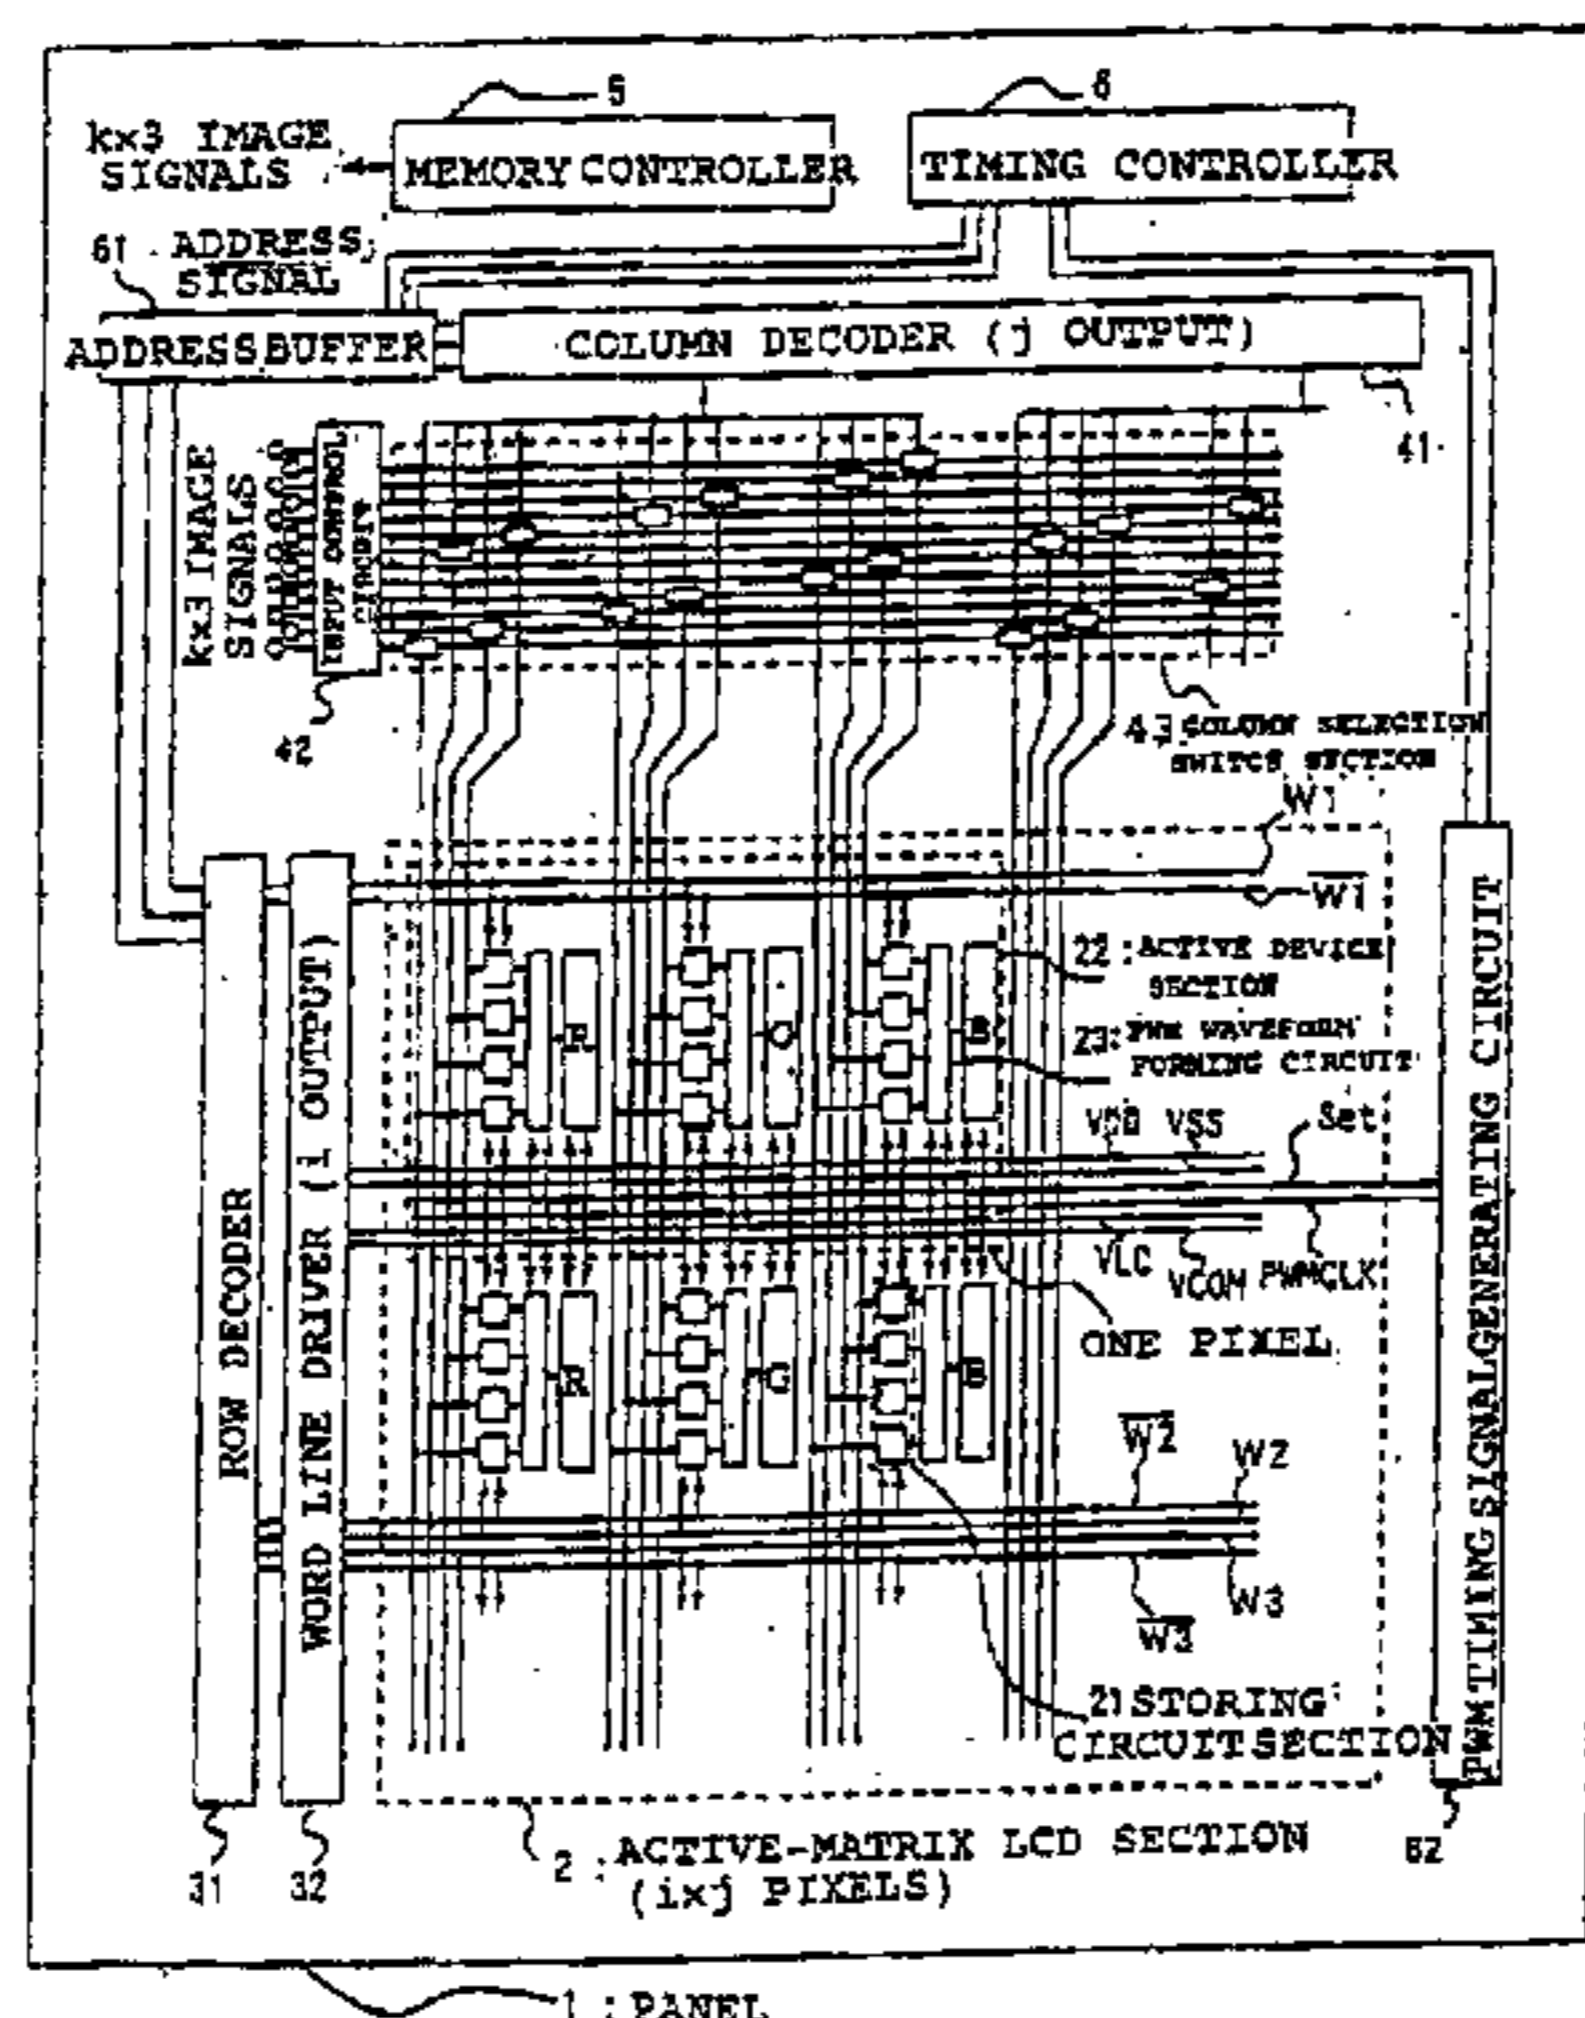 5
6
kx3 IMAGE
SIGNALS
MEMORY CONTROLLER
TIMING CONTROLLER
61
ADDRESS
SIGNAL
ADDRESS BUFFER
COLUMN DECODER (j OUTPUT)
41
kx3 IMAGE
SIGNALS
INPUT CONTROL
CIRCUIT
42
43 COLUMN SELECTION
SWITCH SECTION
W1
W1
22: ACTIVE DEVICE
SECTION
23: PWM WAVEFORM
FORMING CIRCUIT
R
G
B
VDD VSS
Set
VLC
VCOM
PWMCLK
ONE PIXEL
R
G
B
W2
W2
W3
W3
21 STORING
CIRCUIT SECTION
ROW DECODER
WORD LINE DRIVER (i OUTPUT)
PWM TIMING SIGNAL GENERATING CIRCUIT
31
32
2 : ACTIVE-MATRIX LCD SECTION
(ixj PIXELS)
62
1 : PANEL